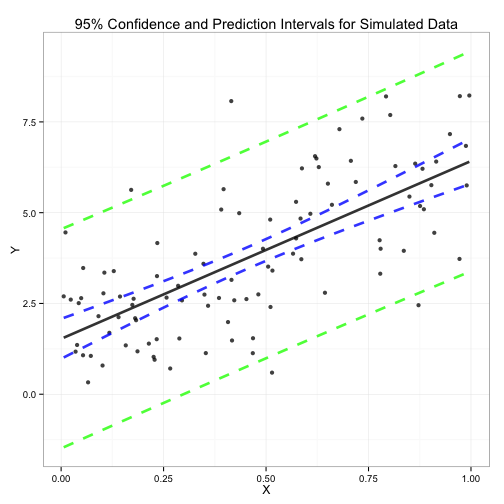 95% Confidence and Prediction Intervals for Simulated Data
Y
7.5
5.0
2.5
0.0
0.00 0.25 0.50 0.75 1.00
X